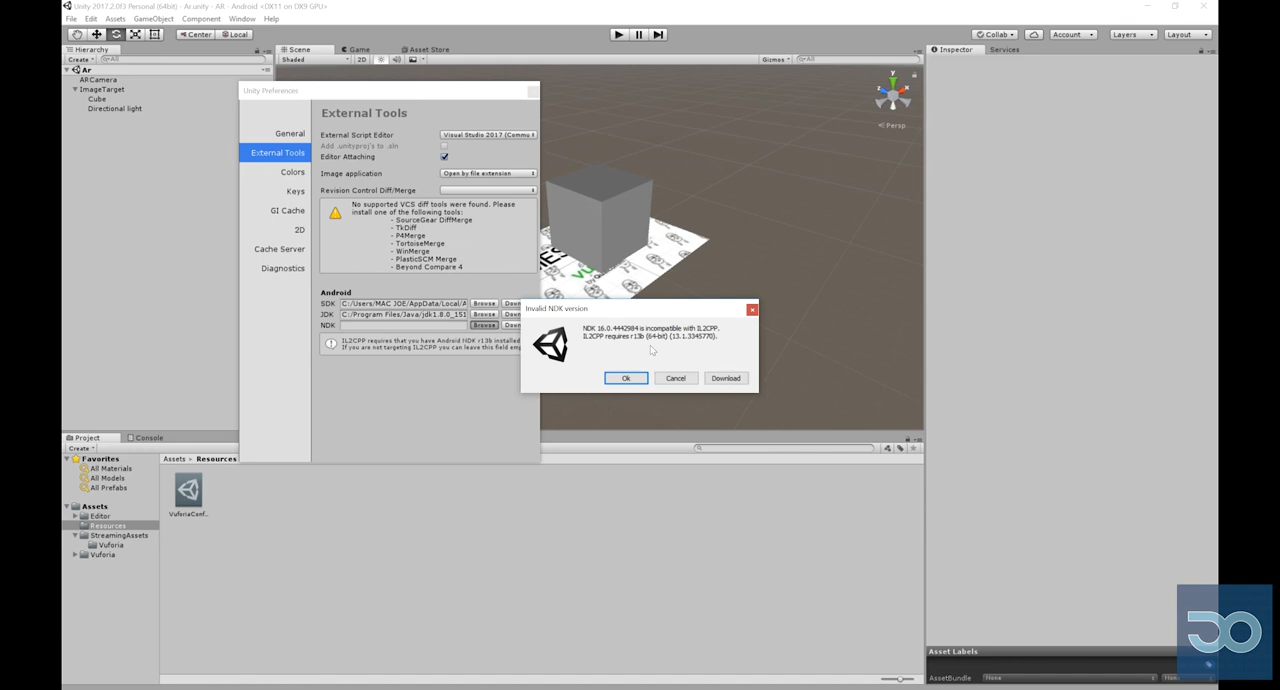 Unity 2017.2.0f3 Personal (64bit) - Ar.unity - AR - Android <DX11 on DX9 GPU>
File Edit Assets GameObject Component Window Help
Center Local
Collab Account Layers Layout
Hierarchy
Create All
Ar
ARCamera
ImageTarget
Cube
Directional light
Scene Game Asset Store
Shaded 2D Gizmos All
y
x
z
Persp
Inspector Services
Unity Preferences
General
External Tools
Colors
Keys
GI Cache
2D
Cache Server
Diagnostics
External Tools
External Script Editor Visual Studio 2017 (Commu
Add .unityproj's to .sln
Editor Attaching
Image application Open by file extension
Revision Control Diff/Merge
No supported VCS diff tools were found. Please
install one of the following tools:
- SourceGear DiffMerge
- TkDiff
- P4Merge
- TortoiseMerge
- WinMerge
- PlasticSCM Merge
- Beyond Compare 4
Android
SDK C:/Users/MAC JOE/AppData/Local/A Browse Down
JDK C:/Program Files/Java/jdk1.8.0_151 Browse Down
NDK Browse Down
IL2CPP requires that you have Android NDK r13b installed
If you are not targeting IL2CPP you can leave this field emp
Invalid NDK version
NDK 16.0.4442984 is incompatible with IL2CPP.
IL2CPP requires r13b (64-bit) (13.1.3345770).
Ok Cancel Download
Project Console
Create
Favorites
All Materials
All Models
All Prefabs
Assets
Editor
Resources
StreamingAssets
Vuforia
Vuforia
Assets Resources
VuforiaConf...
Asset Labels
AssetBundle None